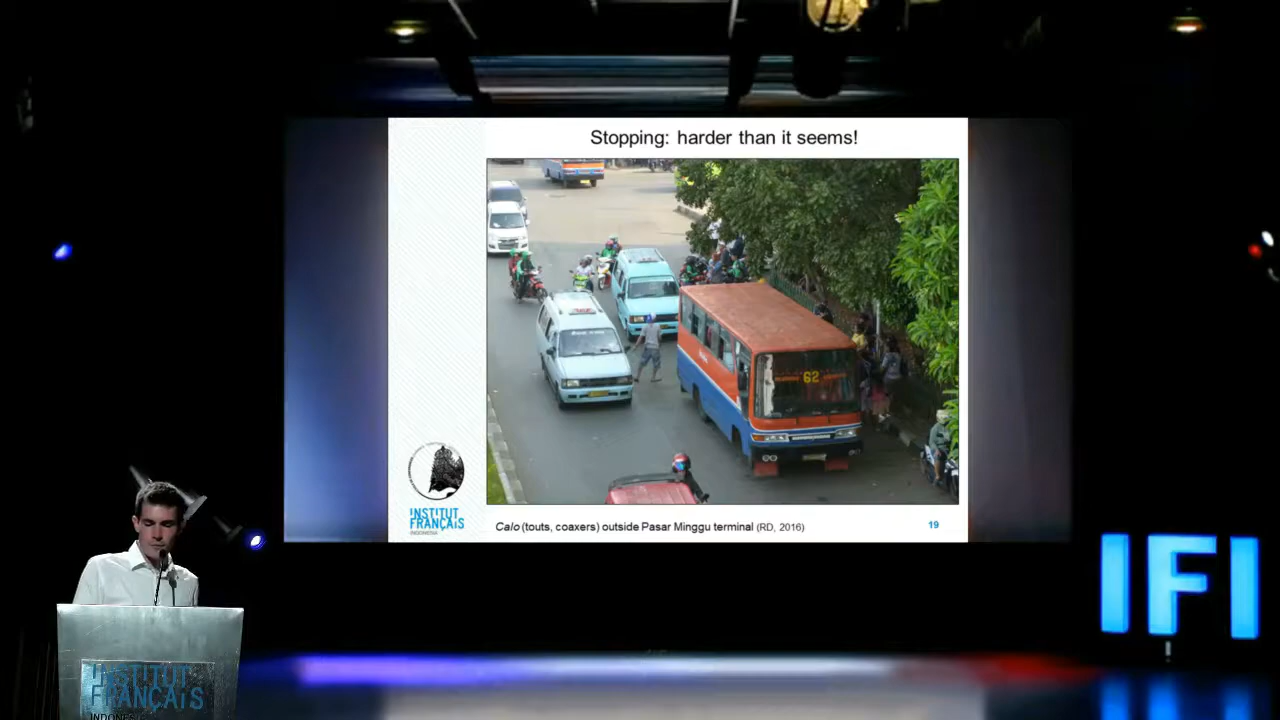 Stopping: harder than it seems!
62
INSTITUT
FRANÇAIS
INDONESIA
Calo (touts, coaxers) outside Pasar Minggu terminal (RD, 2016)
19
IFI
INSTITUT
FRANÇAIS
INDONES